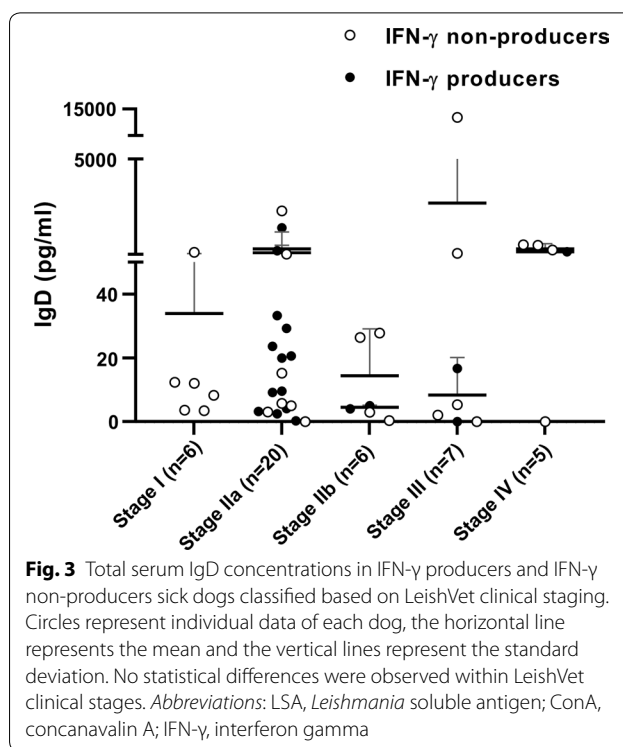 IFN-γ non-producers
IFN-γ producers
15000
5000
40
20
0
IgD (pg/ml)
Stage I (n=6)
Stage IIa (n=20)
Stage IIb (n=6)
Stage III (n=7)
Stage IV (n=5)
Fig. 3 Total serum IgD concentrations in IFN-γ producers and IFN-γ
non-producers sick dogs classified based on LeishVet clinical staging.
Circles represent individual data of each dog, the horizontal line
represents the mean and the vertical lines represent the standard
deviation. No statistical differences were observed within LeishVet
clinical stages. Abbreviations: LSA, Leishmania soluble antigen; ConA,
concanavalin A; IFN-γ, interferon gamma